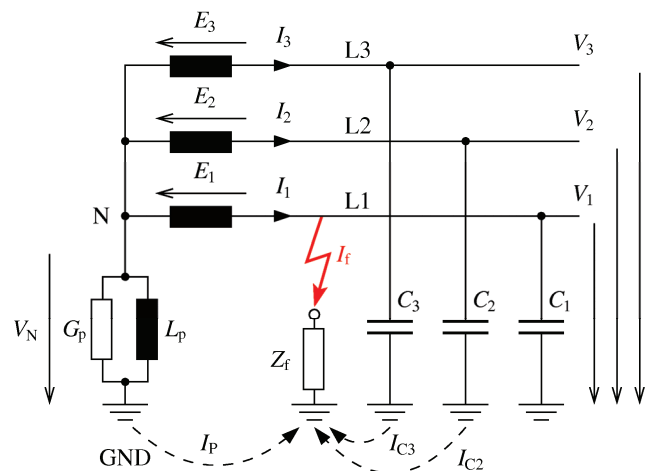 E3
I3
L3
V3
E2
I2
L2
V2
E1
I1
L1
V1
N
If
VN
Gp
Lp
Zf
C3
C2
C1
GND
IP
IC3
IC2